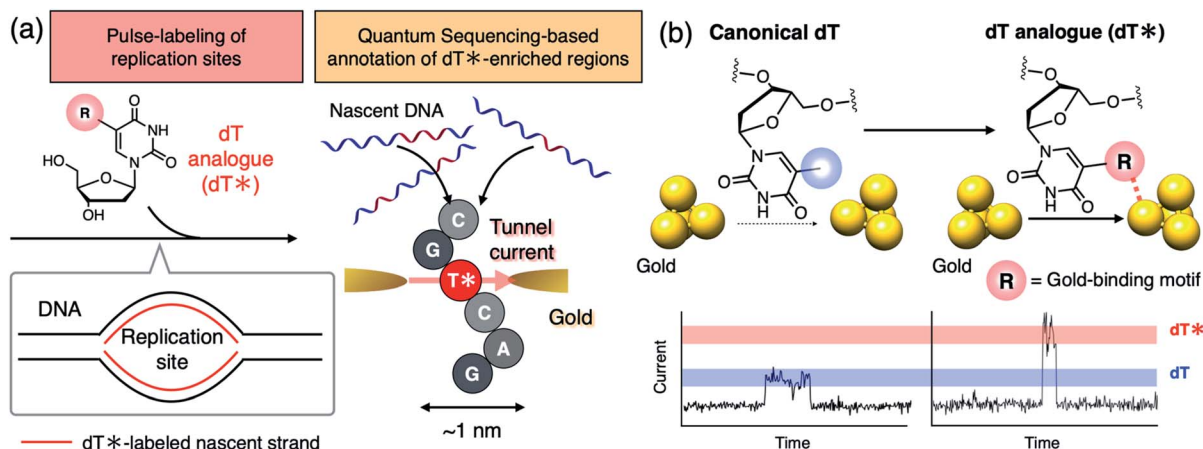 (a)
Pulse-labeling of
replication sites
R
O
NH
N
O
HO
O
OH
dT
analogue
(dT*)
DNA
Replication
site
dT*-labeled nascent strand
Quantum Sequencing-based
annotation of dT*-enriched regions
Nascent DNA
C
G
Tunnel
current
T*
C
Gold
A
G
~1 nm
(b)
Canonical dT
O
O
O
N
O
N
H
O
Gold
dT analogue (dT*)
O
O
O
N
R
O
N
H
O
Gold
R = Gold-binding motif
Current
dT*
dT
Time
Time